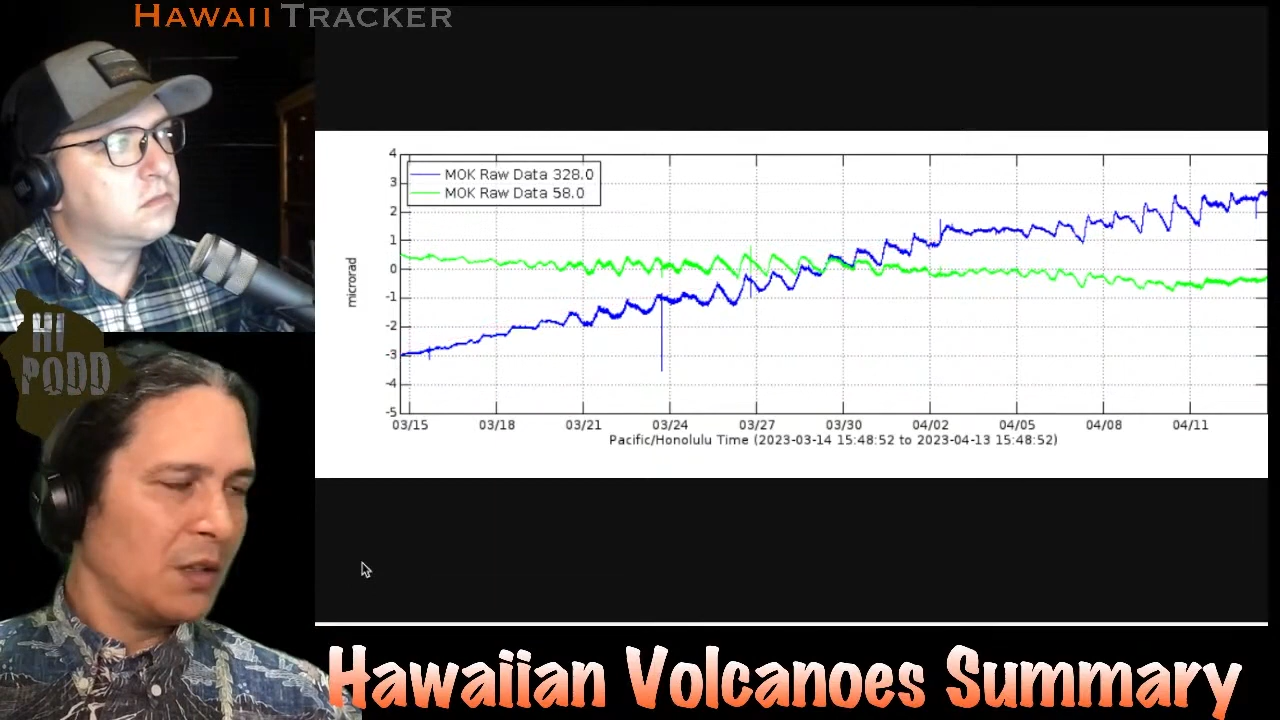 HAWAII TRACKER
HI
PODD
4
3
2
1
0
-1
-2
-3
-4
-5
microrad
MOK Raw Data 328.0
MOK Raw Data 58.0
03/15 03/18 03/21 03/24 03/27 03/30 04/02 04/05 04/08 04/11
Pacific/Honolulu Time (2023-03-14 15:48:52 to 2023-04-13 15:48:52)
Hawaiian Volcanoes Summary